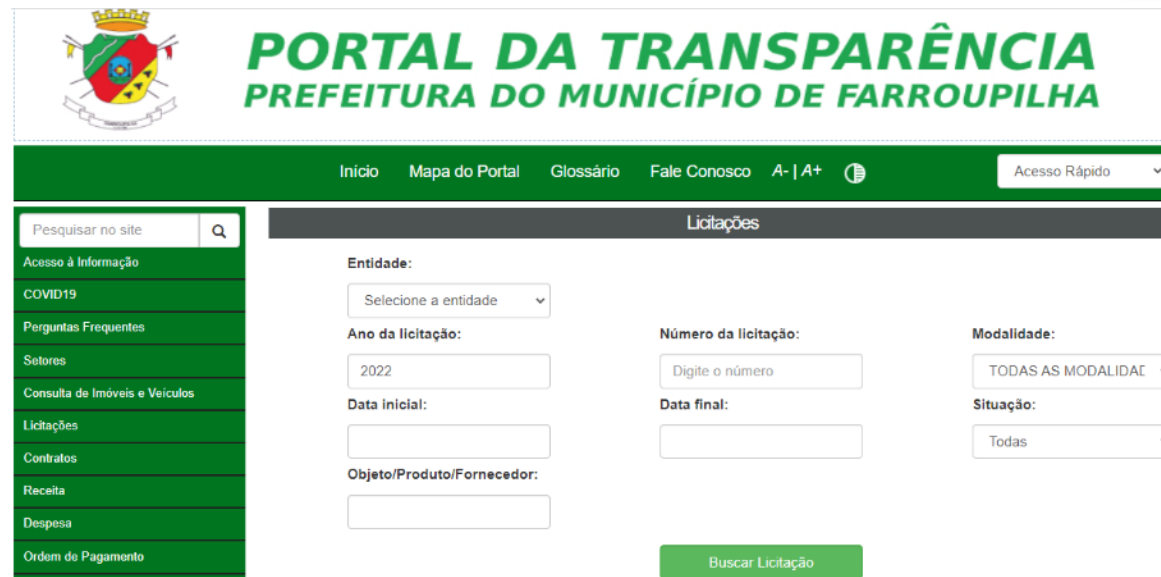 PORTAL DA TRANSPARÊNCIA
PREFEITURA DO MUNICÍPIO DE FARROUPILHA
Início Mapa do Portal Glossário Fale Conosco A- | A+ Acesso Rápido
Pesquisar no site
Acesso à Informação
COVID19
Perguntas Frequentes
Setores
Consulta de Imóveis e Veículos
Licitações
Contratos
Receita
Despesa
Ordem de Pagamento
Licitações
Entidade:
Selecione a entidade
Ano da licitação: Número da licitação: Modalidade:
2022 Digite o número TODAS AS MODALIDAD
Data inicial: Data final: Situação:
Todas
Objeto/Produto/Fornecedor:
Buscar Licitação